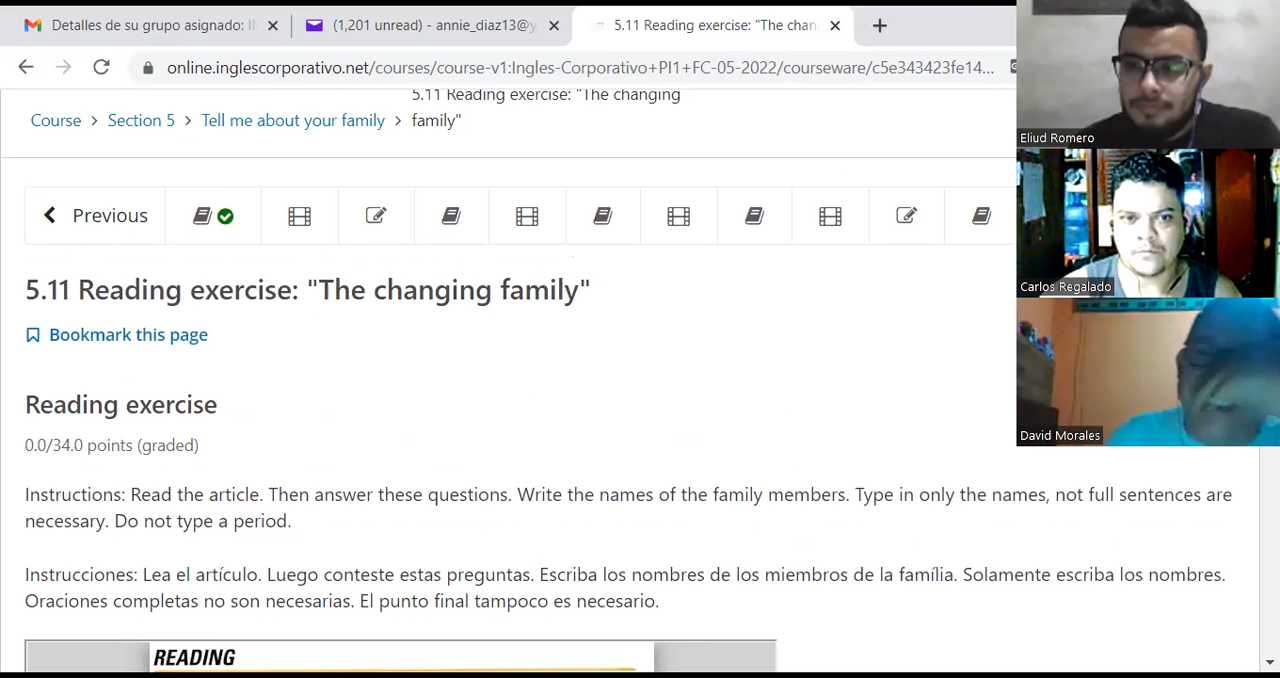 Detalles de su grupo asignado: I
(1,201 unread) - annie_diaz13@y
5.11 Reading exercise: "The chan
online.inglescorporativo.net/courses/course-v1:Ingles-Corporativo+PI1+FC-05-2022/courseware/c5e343423fe14...
5.11 Reading exercise: "The changing
Course > Section 5 > Tell me about your family > family"
Previous
5.11 Reading exercise: "The changing family"
Bookmark this page
Reading exercise
0.0/34.0 points (graded)
Instructions: Read the article. Then answer these questions. Write the names of the family members. Type in only the names, not full sentences are
necessary. Do not type a period.
Instrucciones: Lea el artículo. Luego conteste estas preguntas. Escriba los nombres de los miembros de la família. Solamente escriba los nombres.
Oraciones completas no son necesarias. El punto final tampoco es necesario.
READING
Eliud Romero
Carlos Regalado
David Morales